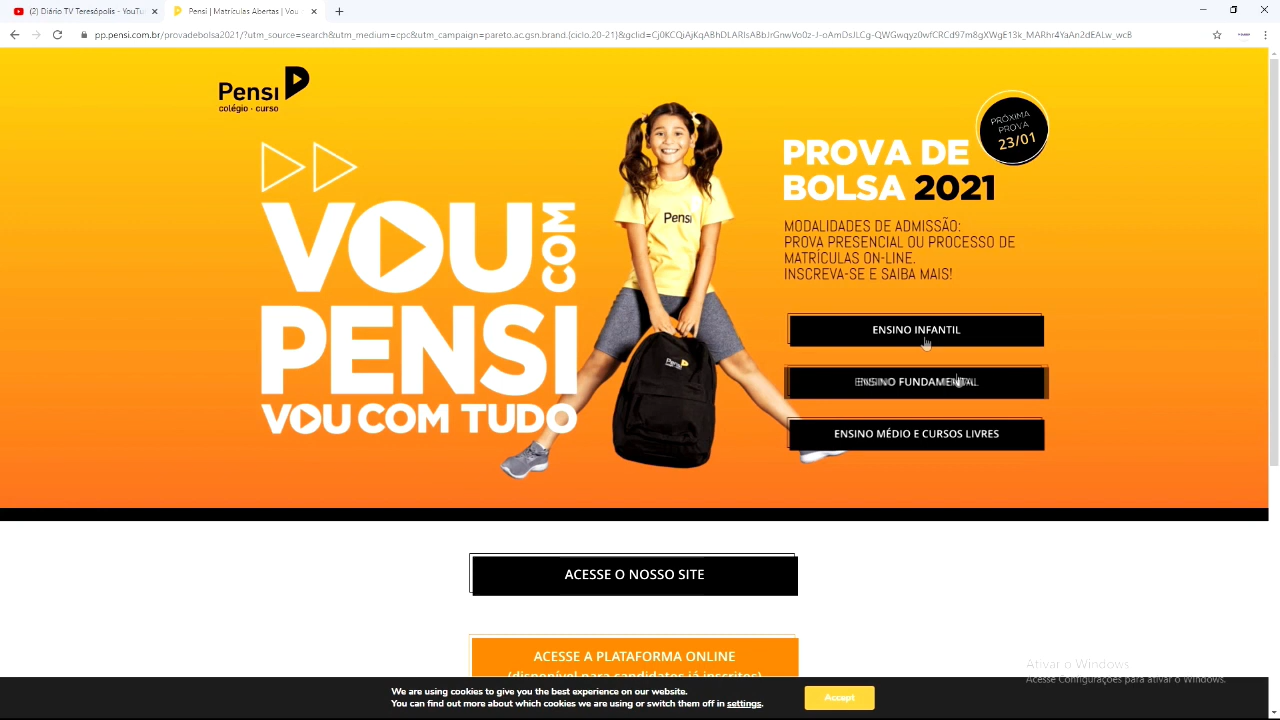 (2) Diário TV Teresópolis - YouTu
Pensi | Matrículas Abertas | Vou
pp.pensi.com.br/provadebolsa2021/?utm_source=search&utm_medium=cpc&utm_campaign=pareto.ac.gsn.brand.(ciclo.20-21)&gclid=Cj0KCQiAjKqABhDLARIsABbJrGnwVo0z-J-oAmDsJLCg-QWGwqyz0wfCRCd97m8gXWgE13k_MARhr4YaAn2dEALw_wcB
Pensi
colégio · curso
PRÓXIMA
PROVA
23/01
PROVA DE
BOLSA 2021
MODALIDADES DE ADMISSÃO:
PROVA PRESENCIAL OU PROCESSO DE
MATRÍCULAS ON-LINE.
INSCREVA-SE E SAIBA MAIS!
VOU COM
PENSI
VOU COM TUDO
Pensi
Pensi
ENSINO INFANTIL
ENSINO FUNDAMENTAL
ENSINO MÉDIO E CURSOS LIVRES
ACESSE O NOSSO SITE
ACESSE A PLATAFORMA ONLINE
(disponível para candidatos já inscritos)
Ativar o Windows
Acesse Configurações para ativar o Windows.
We are using cookies to give you the best experience on our website.
You can find out more about which cookies we are using or switch them off in settings.
Accept